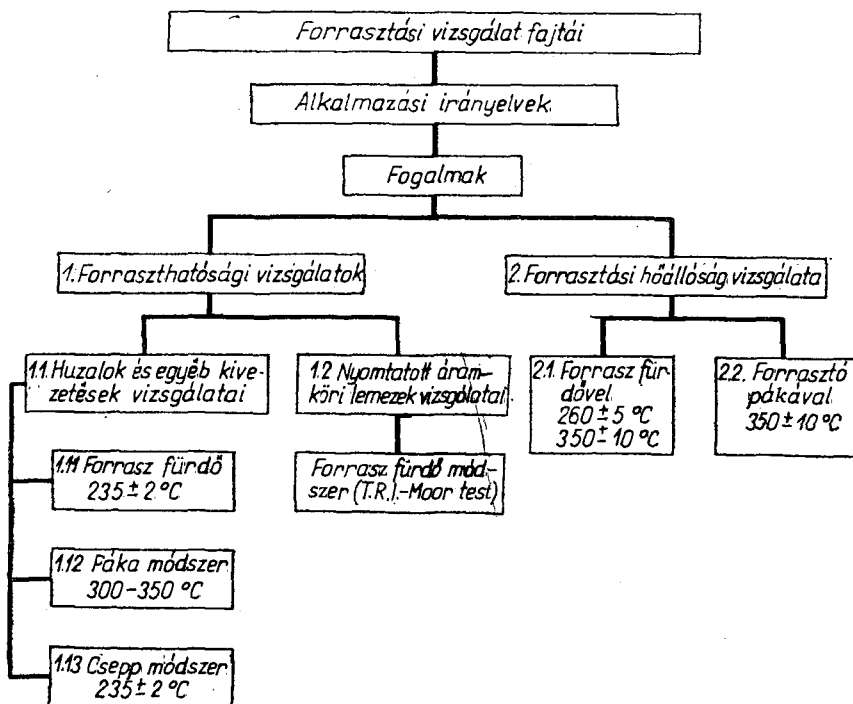 Forrasztási vizsgálat fajtái
Alkalmazási irányelvek
Fogalmak
1. Forraszthatósági vizsgálatok
2. Forrasztási hőállóság vizsgálata
1.1. Huzalok és egyéb kive-
zetések vizsgálatai
1.2 Nyomtatott áram-
köri lemezek vizsgálatai
2.1. Forrasz für-
dővel
260 ± 5 °C
350 ± 10 °C
2.2. Forrasztó
pákával
350 ± 10 °C
1.11 Forrasz fürdő
235 ± 2 °C
Forrasz fürdő mód-
szer (T.R.I.-Moor test)
1.12 Páka módszer
300-350 °C
1.13 Csepp módszer
235 ± 2 °C